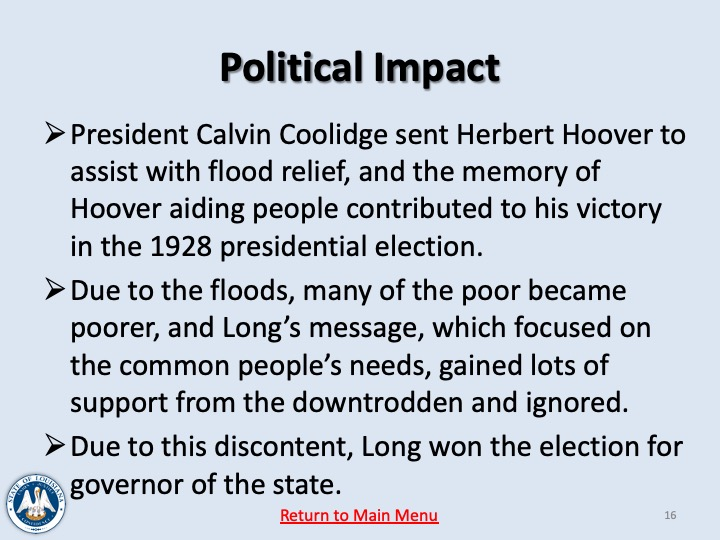 Political Impact
➢President Calvin Coolidge sent Herbert Hoover to
assist with flood relief, and the memory of
Hoover aiding people contributed to his victory
in the 1928 presidential election.
➢Due to the floods, many of the poor became
poorer, and Long’s message, which focused on
the common people’s needs, gained lots of
support from the downtrodden and ignored.
➢Due to this discontent, Long won the election for
governor of the state.
STATE OF LOUISIANA
CONFIDENCE
Return to Main Menu
16